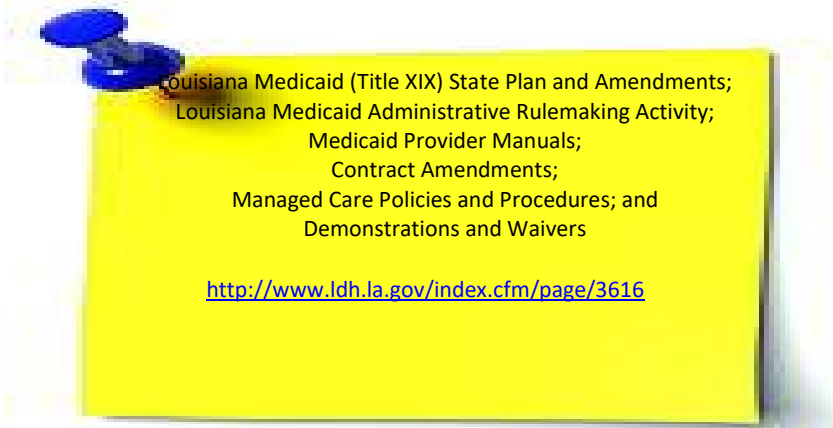 Louisiana Medicaid (Title XIX) State Plan and Amendments;
Louisiana Medicaid Administrative Rulemaking Activity;
Medicaid Provider Manuals;
Contract Amendments;
Managed Care Policies and Procedures; and
Demonstrations and Waivers
http://www.ldh.la.gov/index.cfm/page/3616